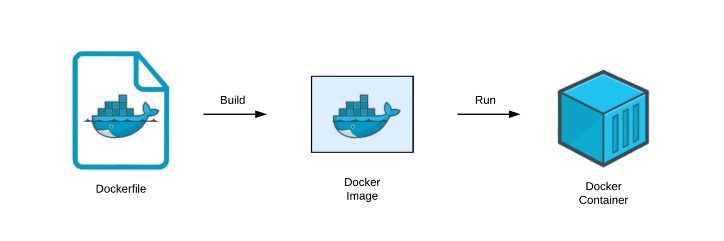 Build
Run
Dockerfile
Docker
Image
Docker
Container